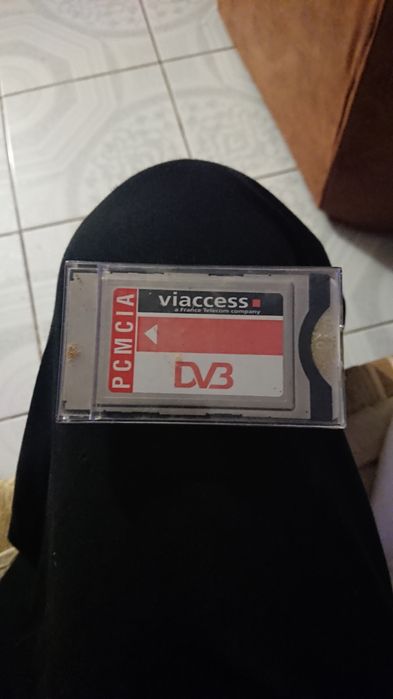 PCMCIA
viaccess
a France Telecom company
DVB